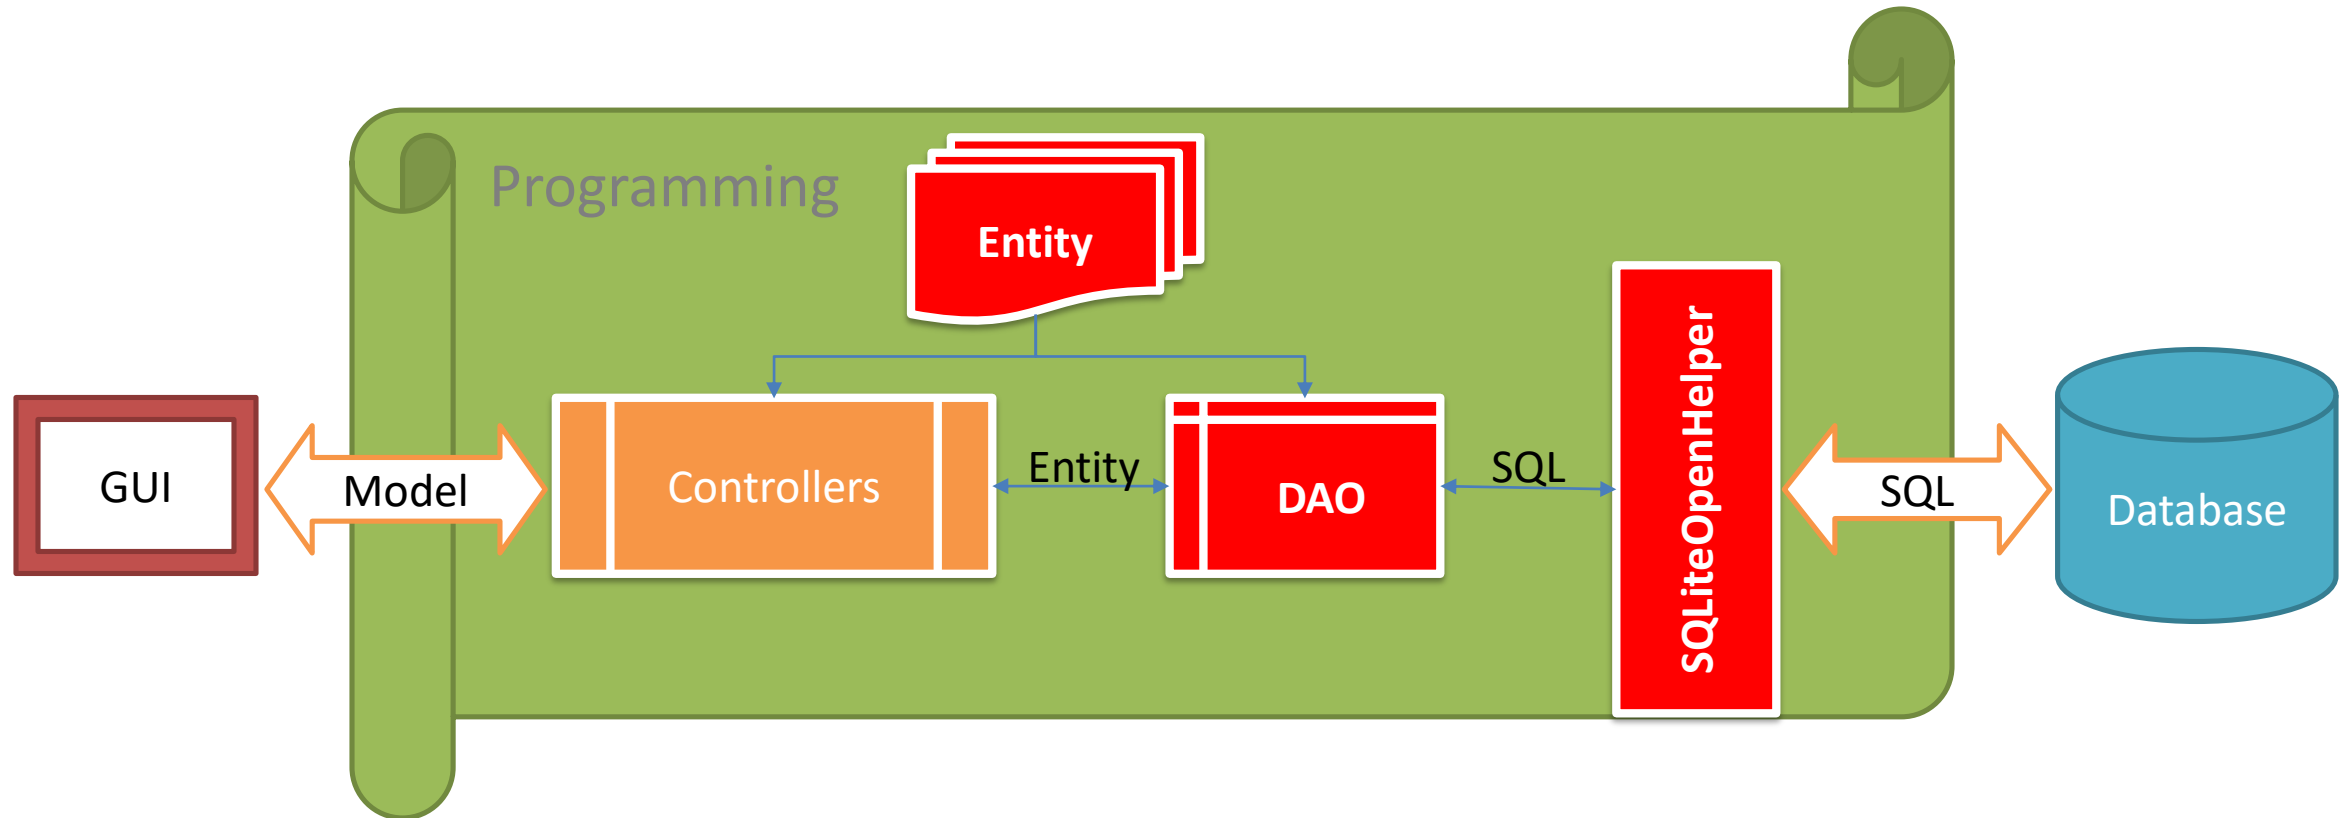 Programming
Entity
GUI
Model
Controllers
Entity
DAO
SQL
SQLiteOpenHelper
SQL
Database